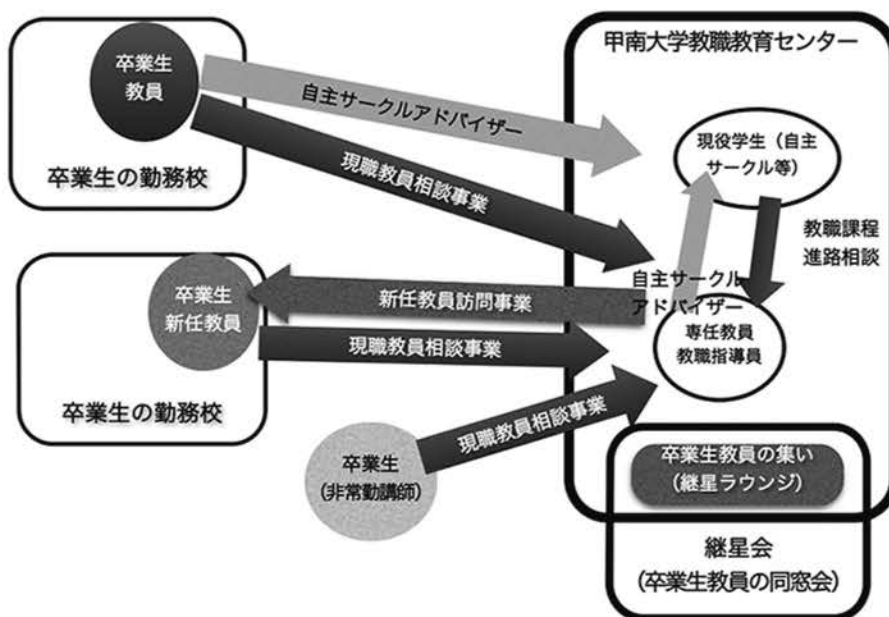 甲南大学教職教育センター
卒業生
教員
自主サークルアドバイザー
現役学生（自主
サークル等）
現職教員相談事業
卒業生の勤務校
教職課程
進路相談
自主サークル
アドバイザー
卒業生
新任教員
新任教員訪問事業
専任教員
教職指導員
現職教員相談事業
卒業生の勤務校
現職教員相談事業
卒業生
（非常勤講師）
卒業生教員の集い
（継星ラウンジ）
継星会
（卒業生教員の同窓会）